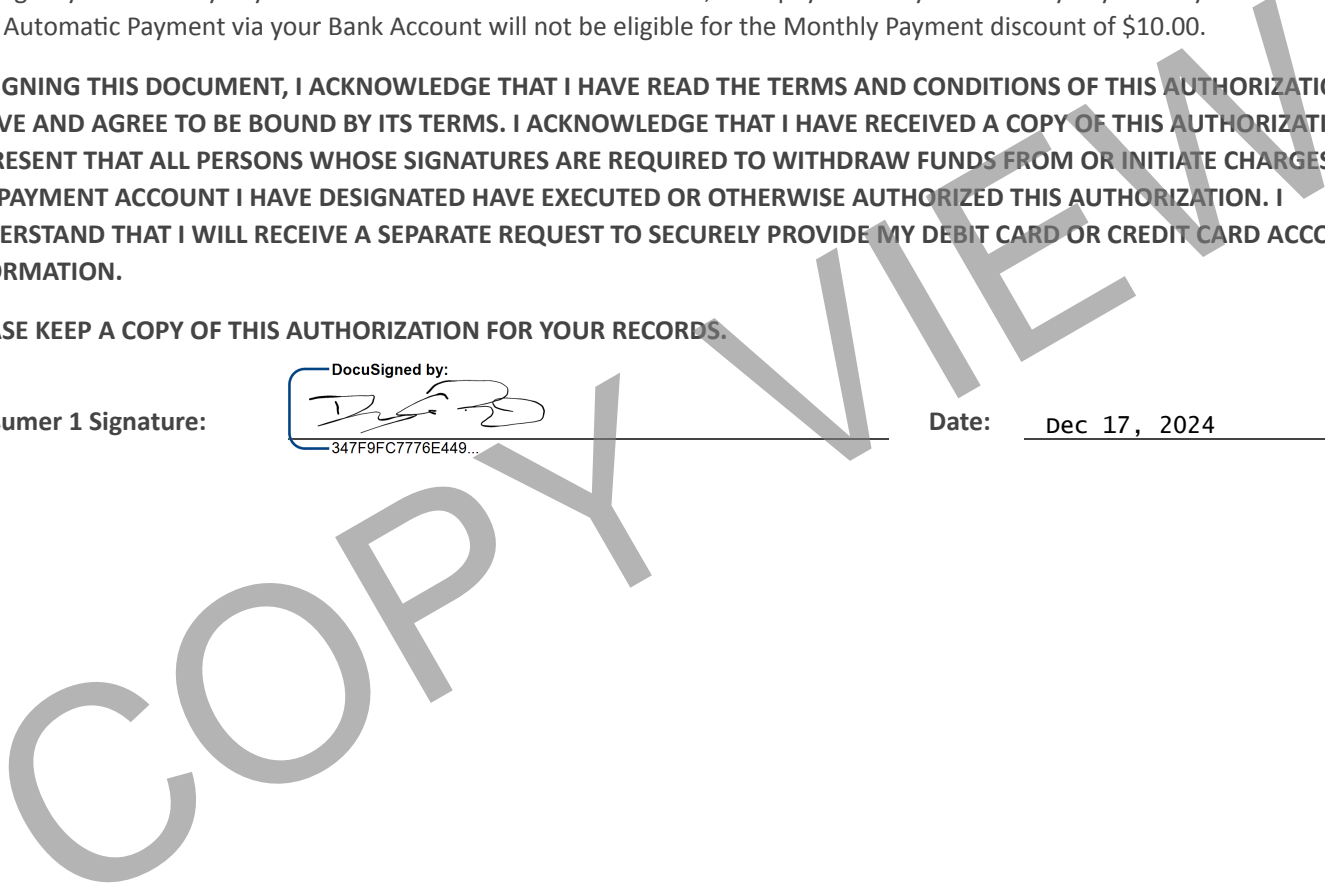 Automatic Payment via your Bank Account will not be eligible for the Monthly Payment discount of $10.00.
GNING THIS DOCUMENT, I ACKNOWLEDGE THAT I HAVE READ THE TERMS AND CONDITIONS OF THIS AUTHORIZATIO
VE AND AGREE TO BE BOUND BY ITS TERMS. I ACKNOWLEDGE THAT I HAVE RECEIVED A COPY OF THIS AUTHORIZATI
RESENT THAT ALL PERSONS WHOSE SIGNATURES ARE REQUIRED TO WITHDRAW FUNDS FROM OR INITIATE CHARGES
PAYMENT ACCOUNT I HAVE DESIGNATED HAVE EXECUTED OR OTHERWISE AUTHORIZED THIS AUTHORIZATION. I
ERSTAND THAT I WILL RECEIVE A SEPARATE REQUEST TO SECURELY PROVIDE MY DEBIT CARD OR CREDIT CARD ACCO
ORMATION.
ASE KEEP A COPY OF THIS AUTHORIZATION FOR YOUR RECORDS.
DocuSigned by:
umer 1 Signature:
Date: Dec 17, 2024
347F9FC7776E449...
COPY VIEW